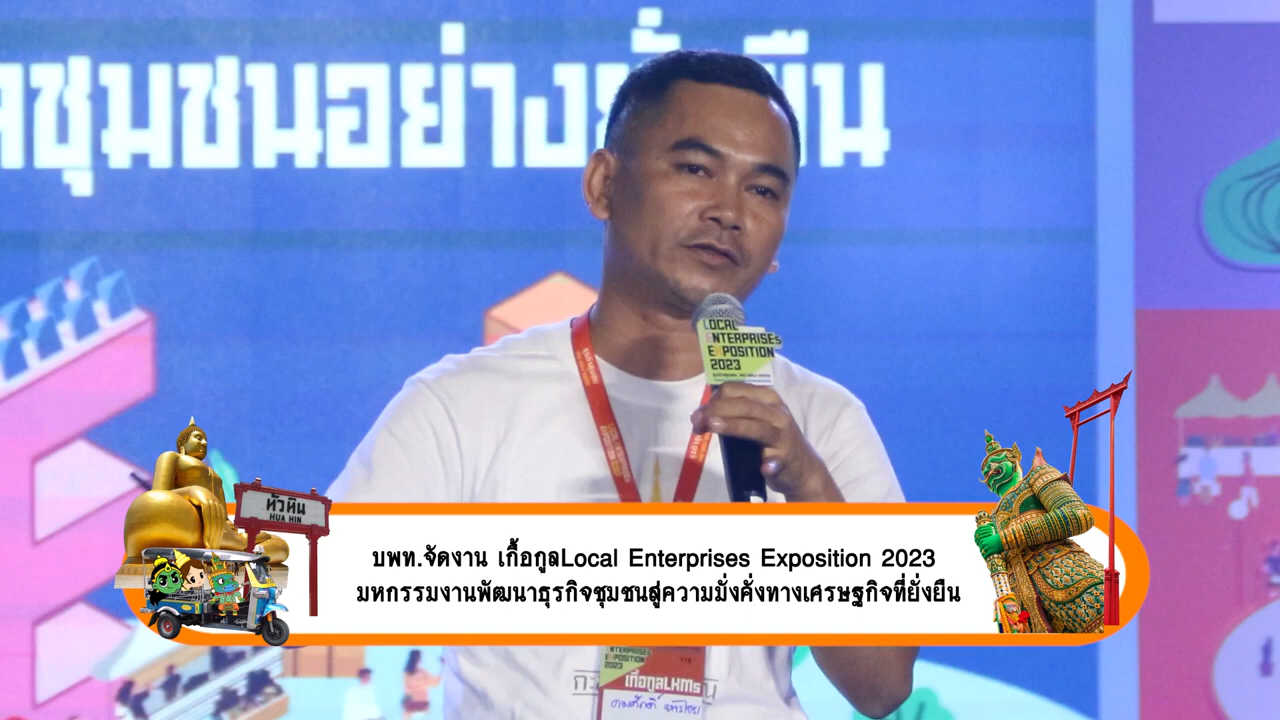 ชุมชนอย่างยั่งยืน
LOCAL
ENTERPRISEs
EXPOSITION
2023
หัวหิน
HUA HIN
บพท.จัดงาน เกื้อกูลLocal Enterprises Exposition 2023
มหกรรมงานพัฒนาธุรกิจชุมชนสู่ความมั่งคั่งทางเศรษฐกิจที่ยั่งยืน
ENTERPRISEs
EXPOSITION
2023
เกื้อกูลLKMs